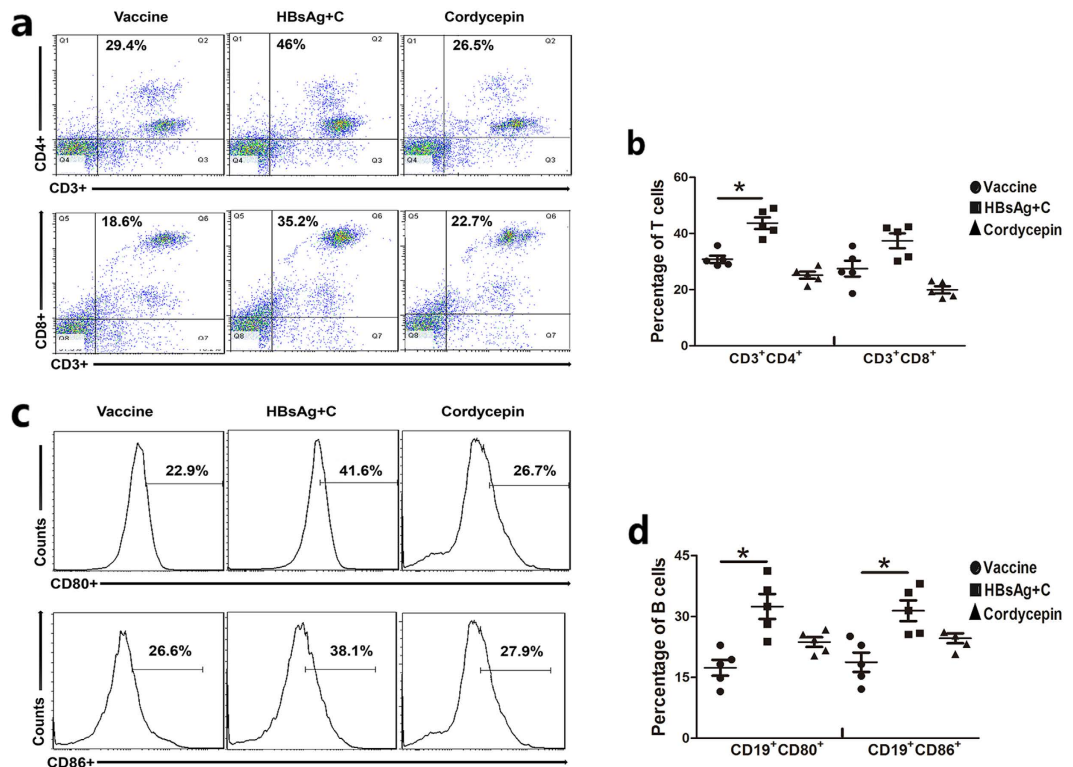 a
Vaccine HBsAg+C Cordycepin
Q1 29.4% Q2 Q1 46% Q2 Q1 26.5% Q2
CD4+
Q4 Q3 Q4 Q3 Q4 Q3
CD3+
Q5 18.6% Q6 Q5 35.2% Q6 Q5 22.7% Q6
CD8+
Q8 Q7 Q8 Q7 Q8 Q7
CD3+
b
Percentage of T cells
60
40
20
0
*
CD3+CD4+ CD3+CD8+
Vaccine
HBsAg+C
Cordycepin
c
Vaccine HBsAg+C Cordycepin
22.9% 41.6% 26.7%
Counts
CD80+
26.6% 38.1% 27.9%
Counts
CD86+
d
Percentage of B cells
45
30
15
0
* *
CD19+CD80+ CD19+CD86+
Vaccine
HBsAg+C
Cordycepin